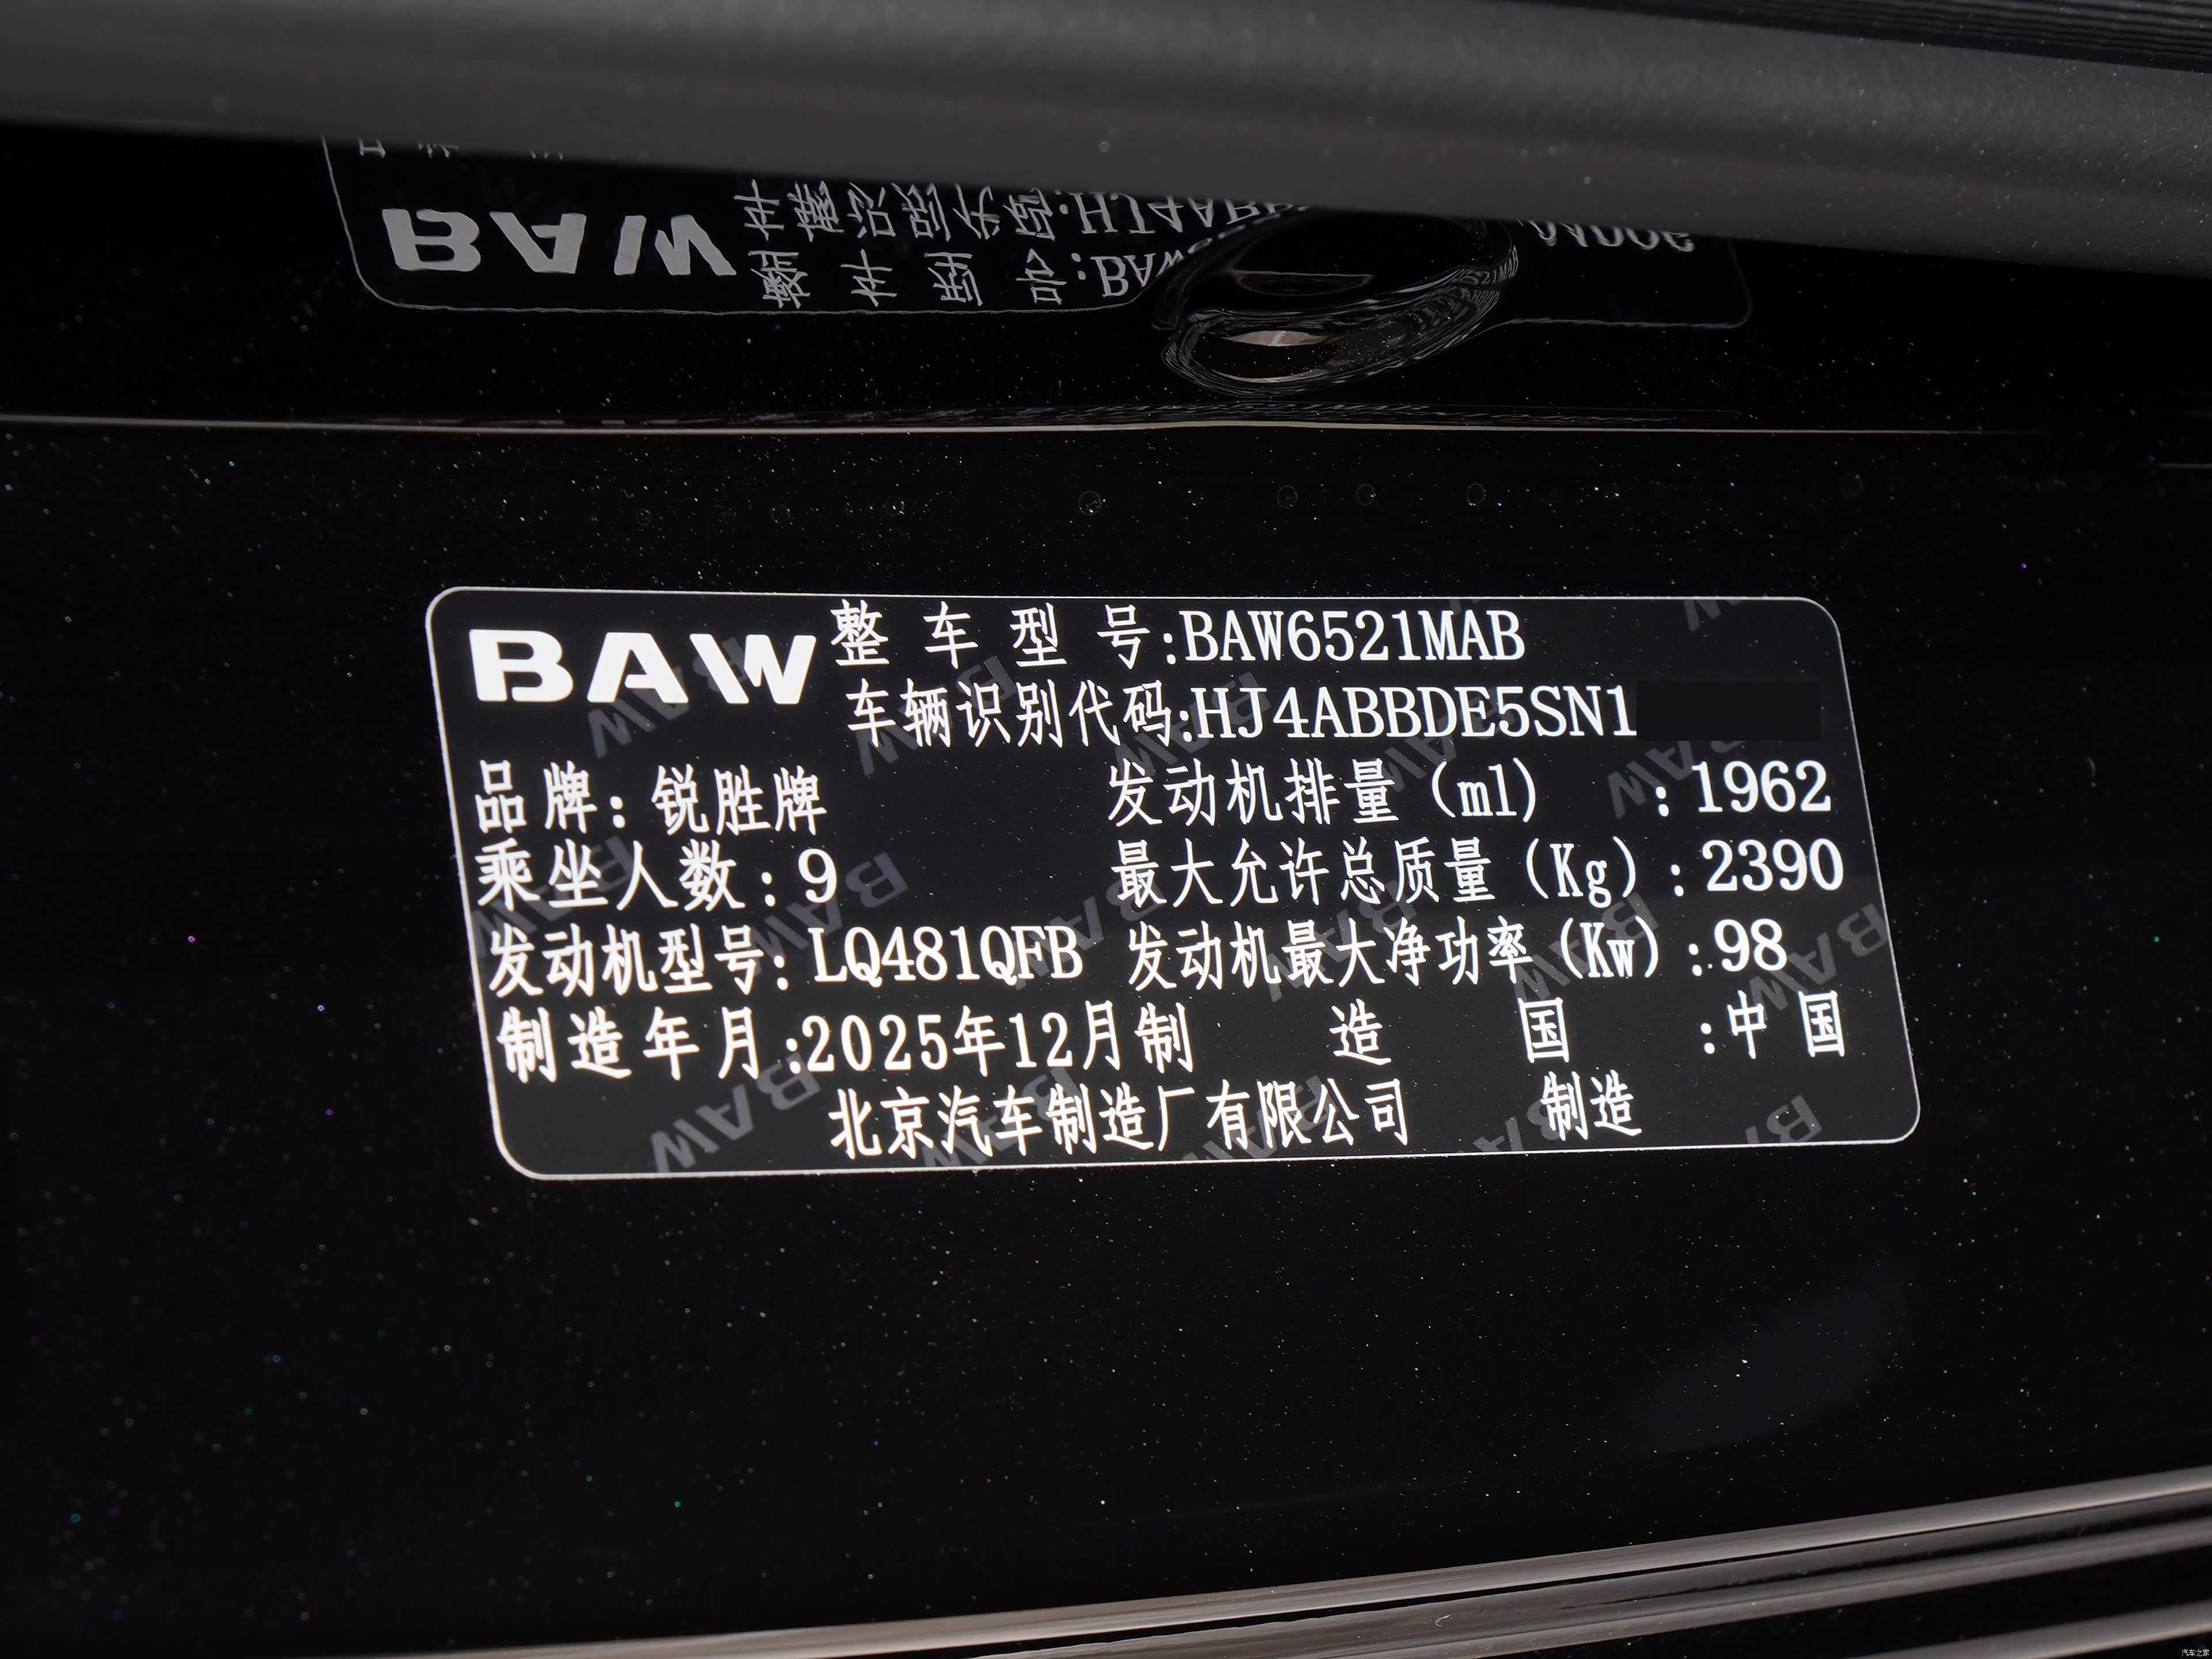 BAW
整车型号:BAW6521MAB
车辆识别代码:HJ4ABBDE5SN1
品牌:锐胜牌 发动机排量(ml):1962
乘坐人数:9 最大允许总质量(Kg):2390
发动机型号:LQ481QFB 发动机最大净功率(Kw):98
制造年月:2025年12月 制造国:中国
北京汽车制造厂有限公司 制造
汽车之家